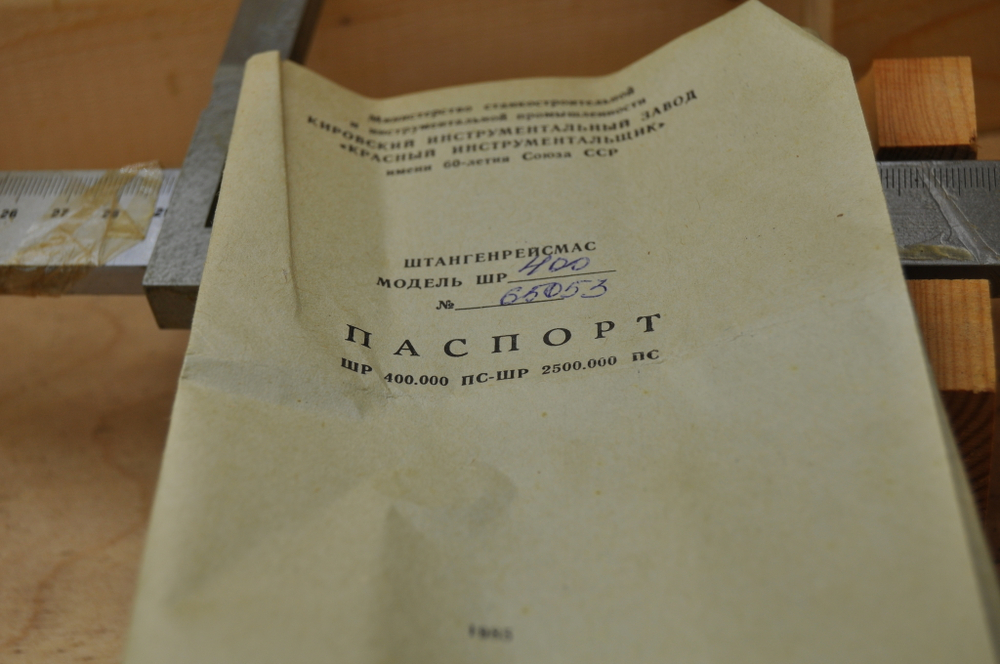 Министерство станкостроительной
и инструментальной промышленности
КИРОВСКИЙ ИНСТРУМЕНТАЛЬНЫЙ ЗАВОД
«КРАСНЫЙ ИНСТРУМЕНТАЛЬЩИК»
имени 60-летия Союза ССР
ШТАНГЕНРЕЙСМАС
МОДЕЛЬ ШР 400
№ 65053
ПАСПОРТ
ШР 400.000 ПС-ШР 2500.000 ПС
26 27 28